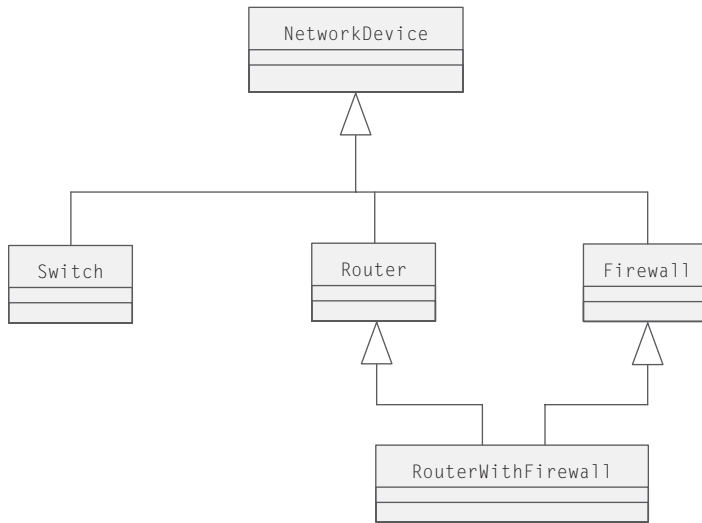 NetworkDevice
Switch
Router
Firewall
RouterWithFirewall